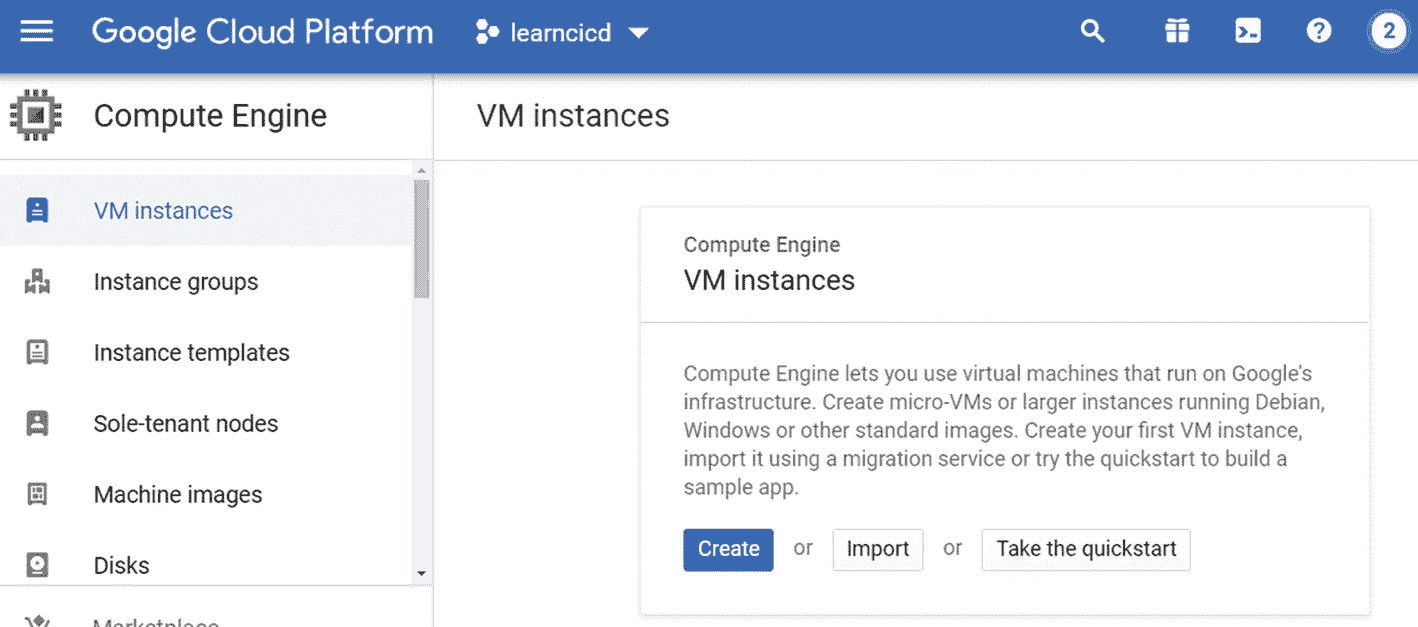 Google Cloud Platform
learncicd
2
Compute Engine
VM instances
Instance groups
Instance templates
Sole-tenant nodes
Machine images
Disks
Marketplace
VM instances
Compute Engine
VM instances
Compute Engine lets you use virtual machines that run on Google's
infrastructure. Create micro-VMs or larger instances running Debian,
Windows or other standard images. Create your first VM instance,
import it using a migration service or try the quickstart to build a
sample app.
Create or Import or Take the quickstart